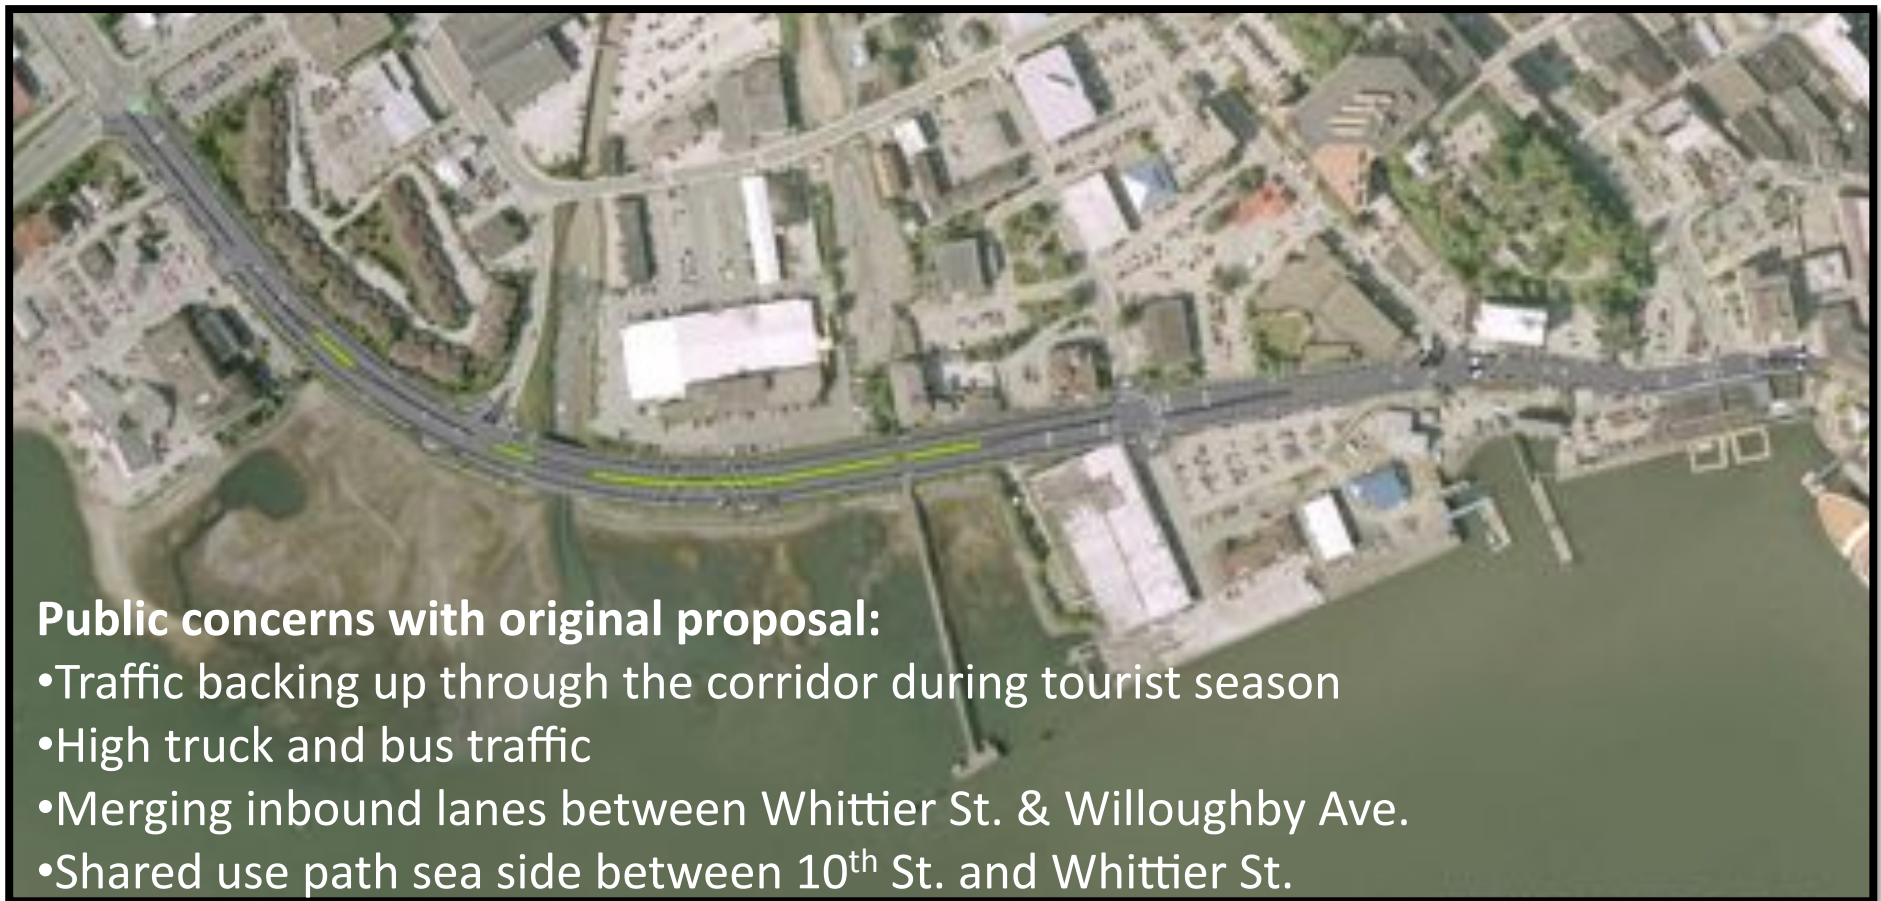 Public concerns with original proposal:
•Traffic backing up through the corridor during tourist season
•High truck and bus traffic
•Merging inbound lanes between Whittier St. & Willoughby Ave.
•Shared use path sea side between 10th St. and Whittier St.